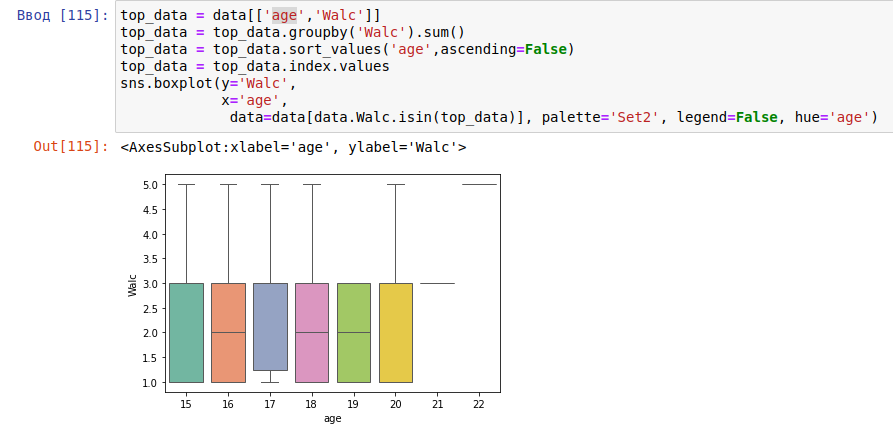 Ввод [115]: top_data = data[['age','Walc']]
top_data = top_data.groupby('Walc').sum()
top_data = top_data.sort_values('age',ascending=False)
top_data = top_data.index.values
sns.boxplot(y='Walc',
            x='age',
             data=data[data.Walc.isin(top_data)], palette='Set2', legend=False, hue='age')
Out[115]: <AxesSubplot:xlabel='age', ylabel='Walc'>
5.0
4.5
4.0
3.5
3.0
2.5
2.0
1.5
1.0
Walc
15 16 17 18 19 20 21 22
age